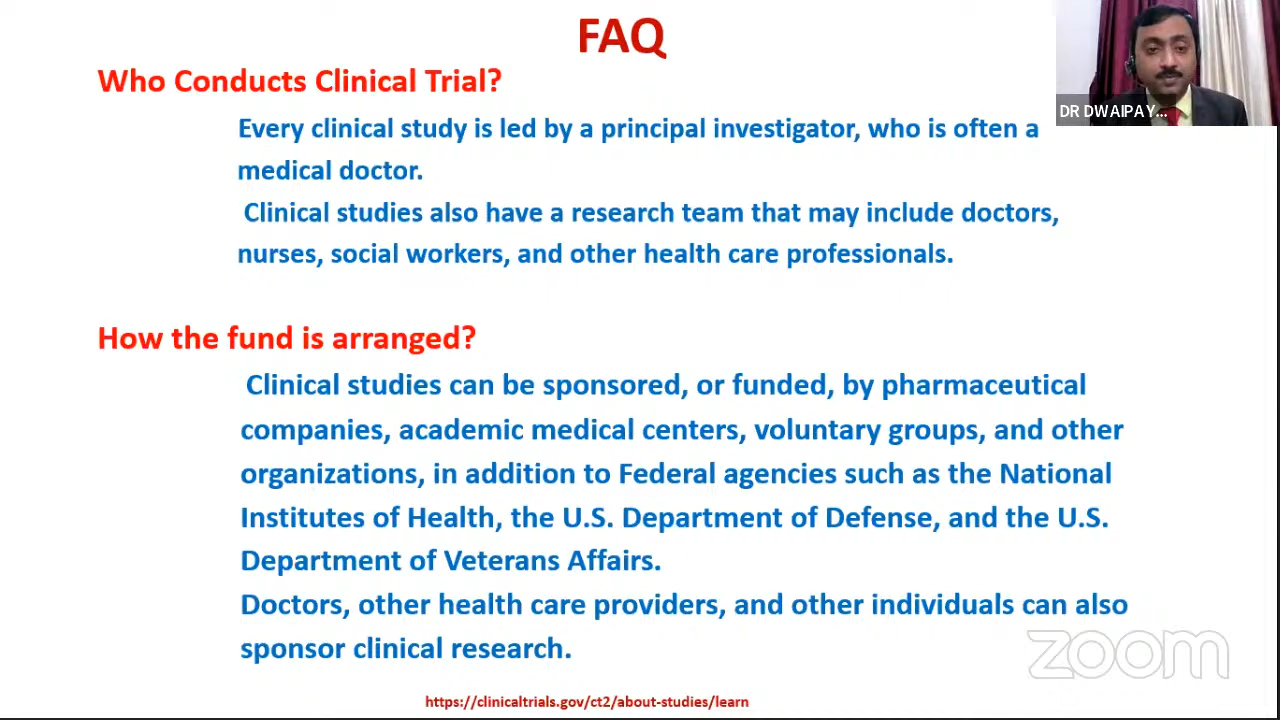 FAQ
Who Conducts Clinical Trial?
Every clinical study is led by a principal investigator, who is often a
medical doctor.
Clinical studies also have a research team that may include doctors,
nurses, social workers, and other health care professionals.
How the fund is arranged?
Clinical studies can be sponsored, or funded, by pharmaceutical
companies, academic medical centers, voluntary groups, and other
organizations, in addition to Federal agencies such as the National
Institutes of Health, the U.S. Department of Defense, and the U.S.
Department of Veterans Affairs.
Doctors, other health care providers, and other individuals can also
sponsor clinical research.
https://clinicaltrials.gov/ct2/about-studies/learn
DR DWAIPAY...
zoom